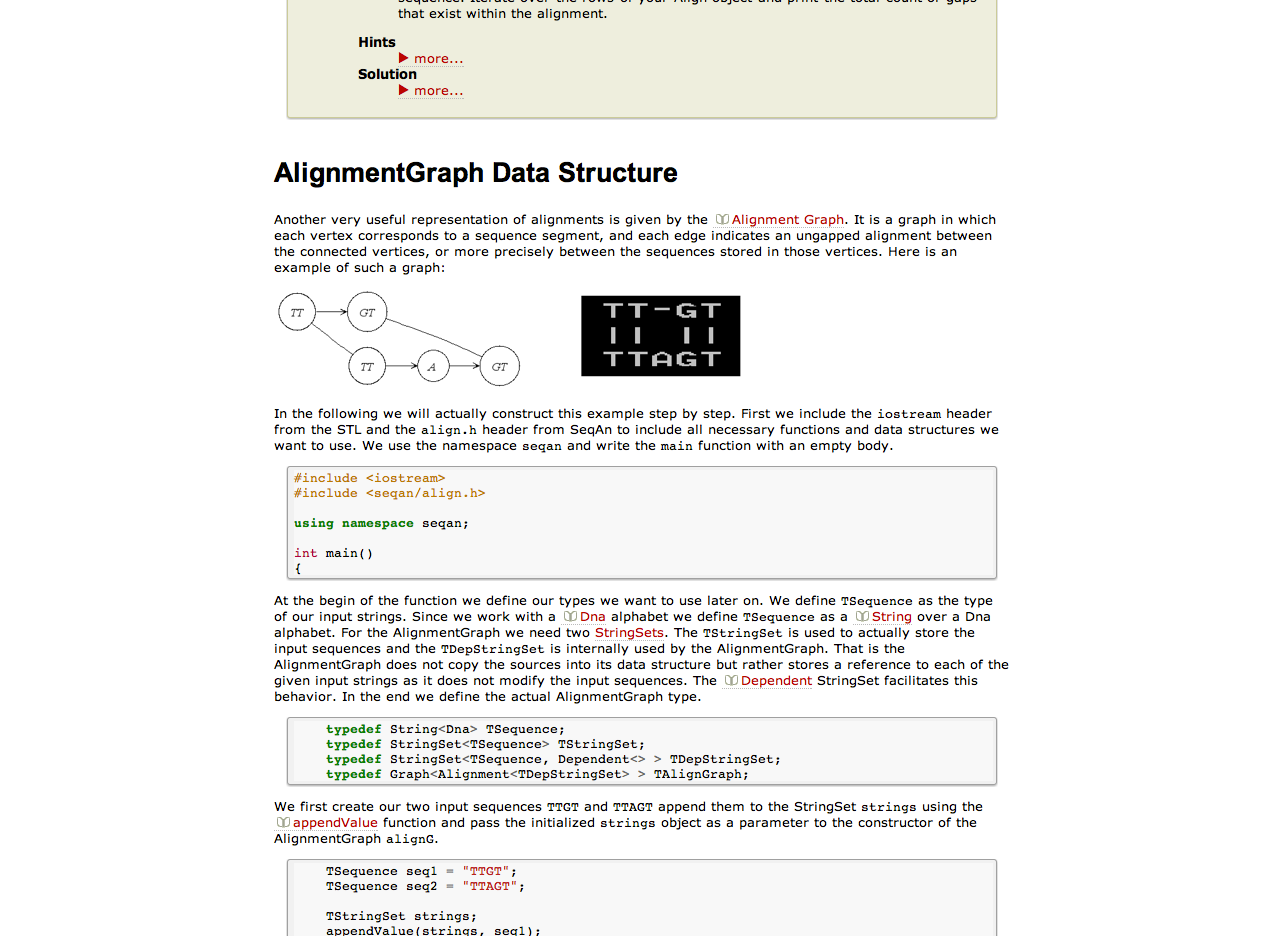 that exist within the alignment.
Hints
▶ more...
Solution
▶ more...
AlignmentGraph Data Structure
Another very useful representation of alignments is given by the Alignment Graph. It is a graph in which
each vertex corresponds to a sequence segment, and each edge indicates an ungapped alignment between
the connected vertices, or more precisely between the sequences stored in those vertices. Here is an
example of such a graph:
TT GT
TT A GT
TT-GT
|| ||
TTAGT
In the following we will actually construct this example step by step. First we include the iostream header
from the STL and the align.h header from SeqAn to include all necessary functions and data structures we
want to use. We use the namespace seqan and write the main function with an empty body.
#include <iostream>
#include <seqan/align.h>
using namespace seqan;
int main()
{
At the begin of the function we define our types we want to use later on. We define TSequence as the type
of our input strings. Since we work with a Dna alphabet we define TSequence as a String over a Dna
alphabet. For the AlignmentGraph we need two StringSets. The TStringSet is used to actually store the
input sequences and the TDepStringSet is internally used by the AlignmentGraph. That is the
AlignmentGraph does not copy the sources into its data structure but rather stores a reference to each of the
given input strings as it does not modify the input sequences. The Dependent StringSet facilitates this
behavior. In the end we define the actual AlignmentGraph type.
typedef String<Dna> TSequence;
typedef StringSet<TSequence> TStringSet;
typedef StringSet<TSequence, Dependent<> > TDepStringSet;
typedef Graph<Alignment<TDepStringSet> > TAlignGraph;
We first create our two input sequences TTGT and TTAGT append them to the StringSet strings using the
appendValue function and pass the initialized strings object as a parameter to the constructor of the
AlignmentGraph alignG.
TSequence seq1 = "TTGT";
TSequence seq2 = "TTAGT";
TStringSet strings;
appendValue(strings, seq1);